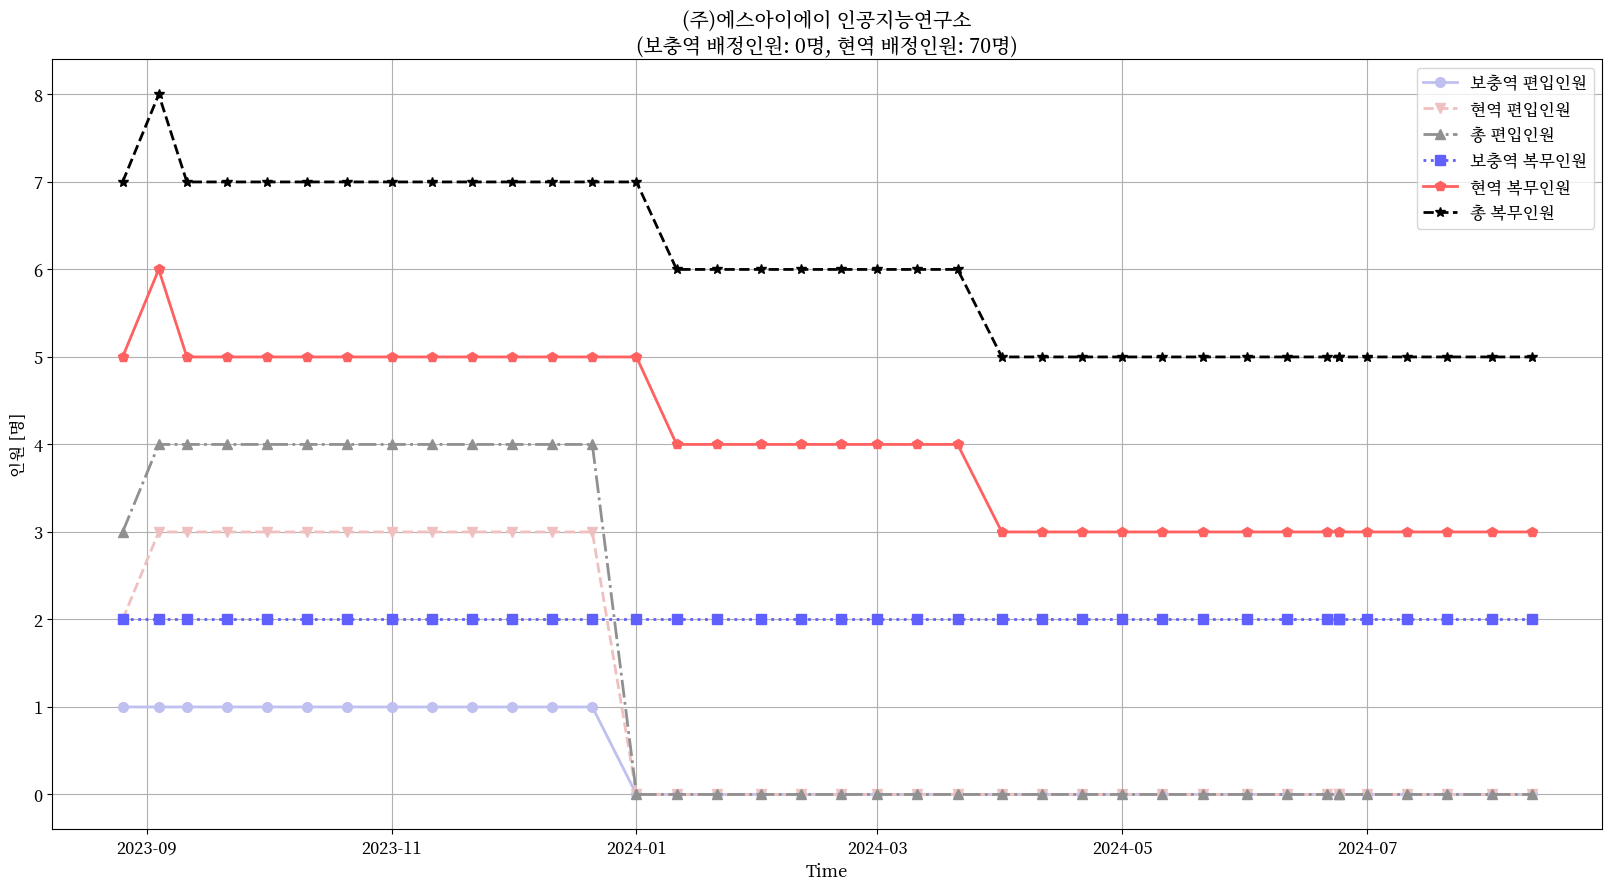 (주)에스아이에이 인공지능연구소
(보충역 배정인원: 0명, 현역 배정인원: 70명)
보충역 편입인원
현역 편입인원
총 편입인원
보충역 복무인원
현역 복무인원
총 복무인원
인원 [명]
8
7
6
5
4
3
2
1
0
2023-09
2023-11
2024-01
2024-03
2024-05
2024-07
Time